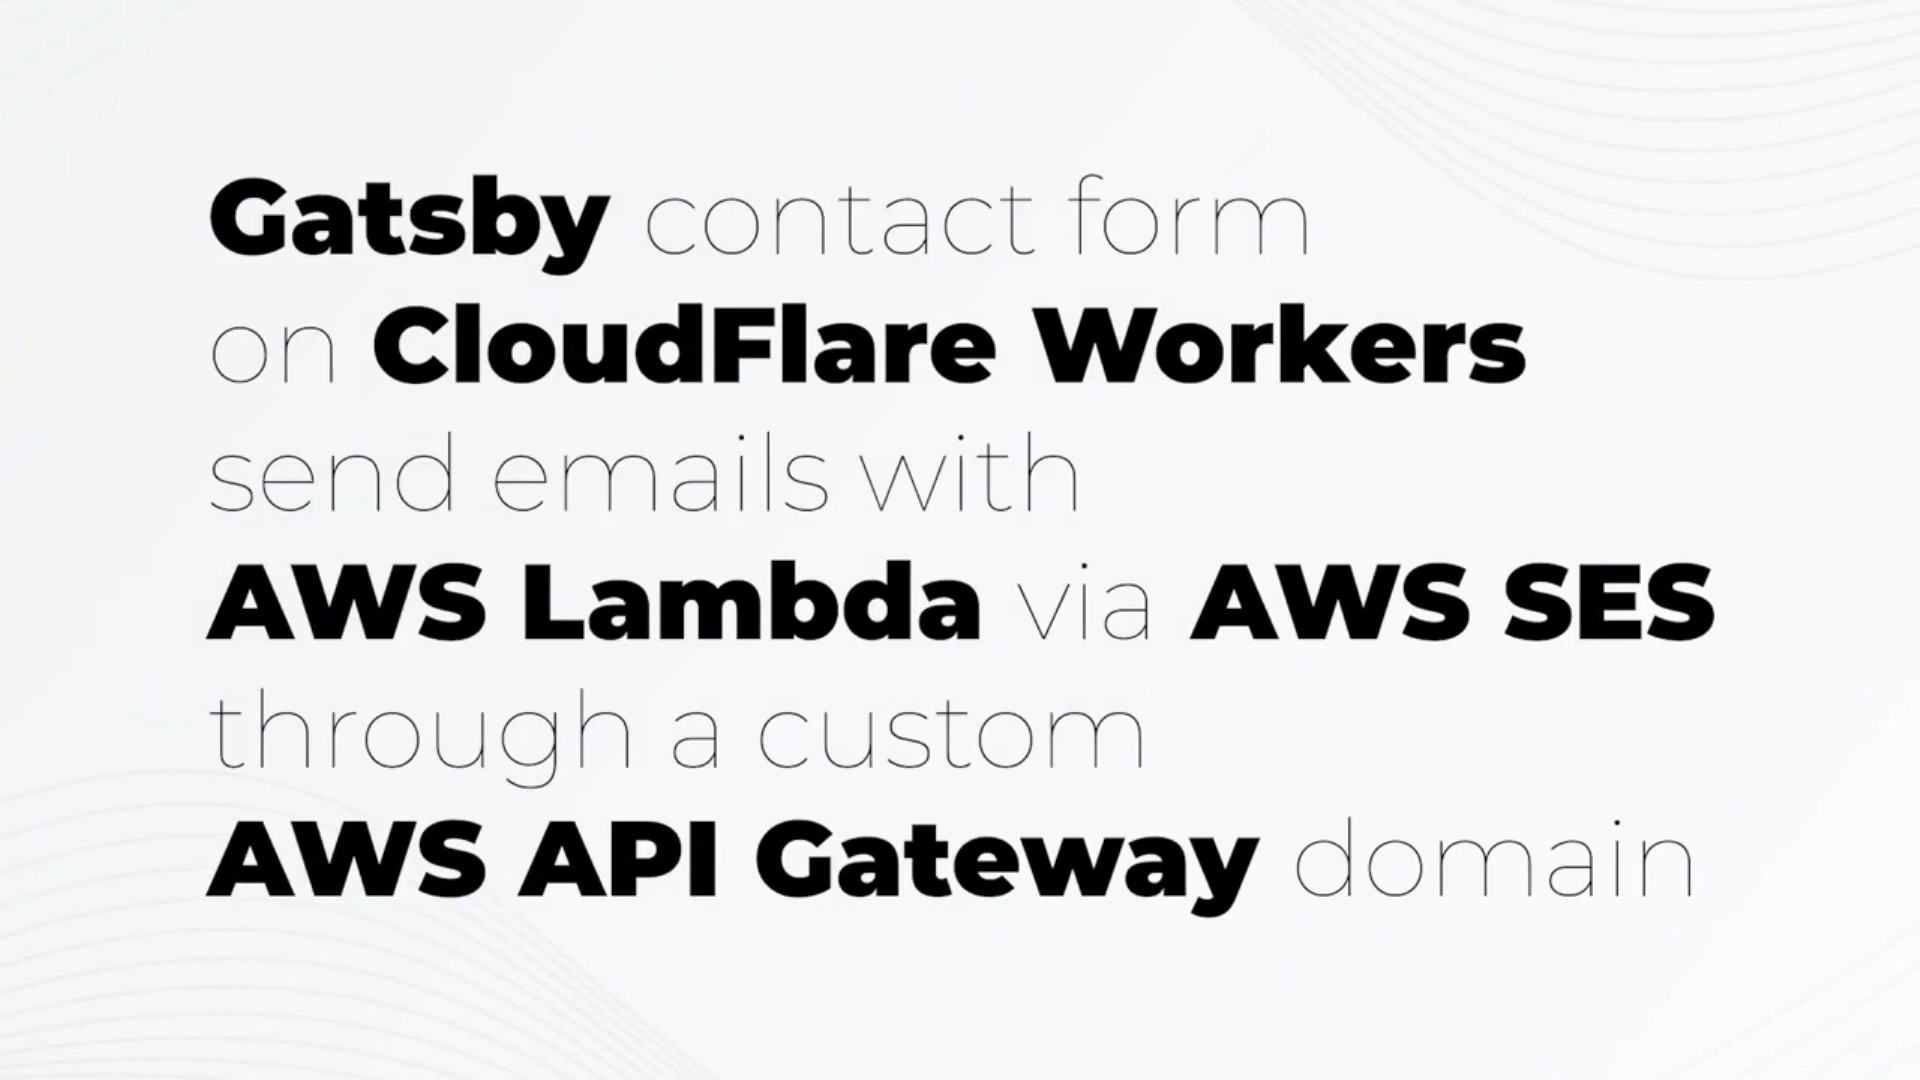 Gatsby contact form
on CloudFlare Workers
send emails with
AWS Lambda via AWS SES
through a custom
AWS API Gateway domain